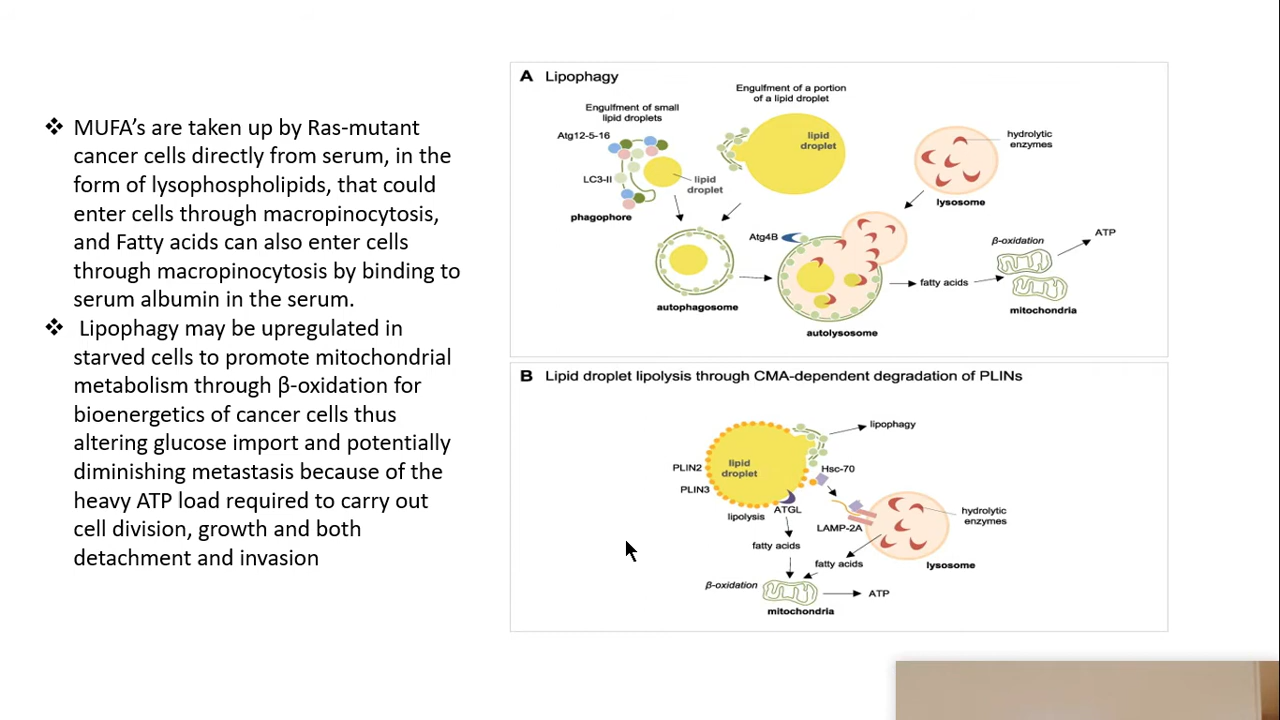 ❖ MUFA’s are taken up by Ras-mutant
cancer cells directly from serum, in the
form of lysophospholipids, that could
enter cells through macropinocytosis,
and Fatty acids can also enter cells
through macropinocytosis by binding to
serum albumin in the serum.
❖ Lipophagy may be upregulated in
starved cells to promote mitochondrial
metabolism through β-oxidation for
bioenergetics of cancer cells thus
altering glucose import and potentially
diminishing metastasis because of the
heavy ATP load required to carry out
cell division, growth and both
detachment and invasion
A Lipophagy
Engulfment of small
lipid droplets
Engulfment of a portion
of a lipid droplet
Atg12-5-16
LC3-II
phagophore
lipid
droplet
lipid
droplet
hydrolytic
enzymes
lysosome
autophagosome
Atg4B
autolysosome
fatty acids
β-oxidation
ATP
mitochondria
B Lipid droplet lipolysis through CMA-dependent degradation of PLINs
lipophagy
PLIN2
PLIN3
lipid
droplet
Hsc-70
lipolysis
ATGL
LAMP-2A
hydrolytic
enzymes
lysosome
fatty acids
fatty acids
β-oxidation
ATP
mitochondria